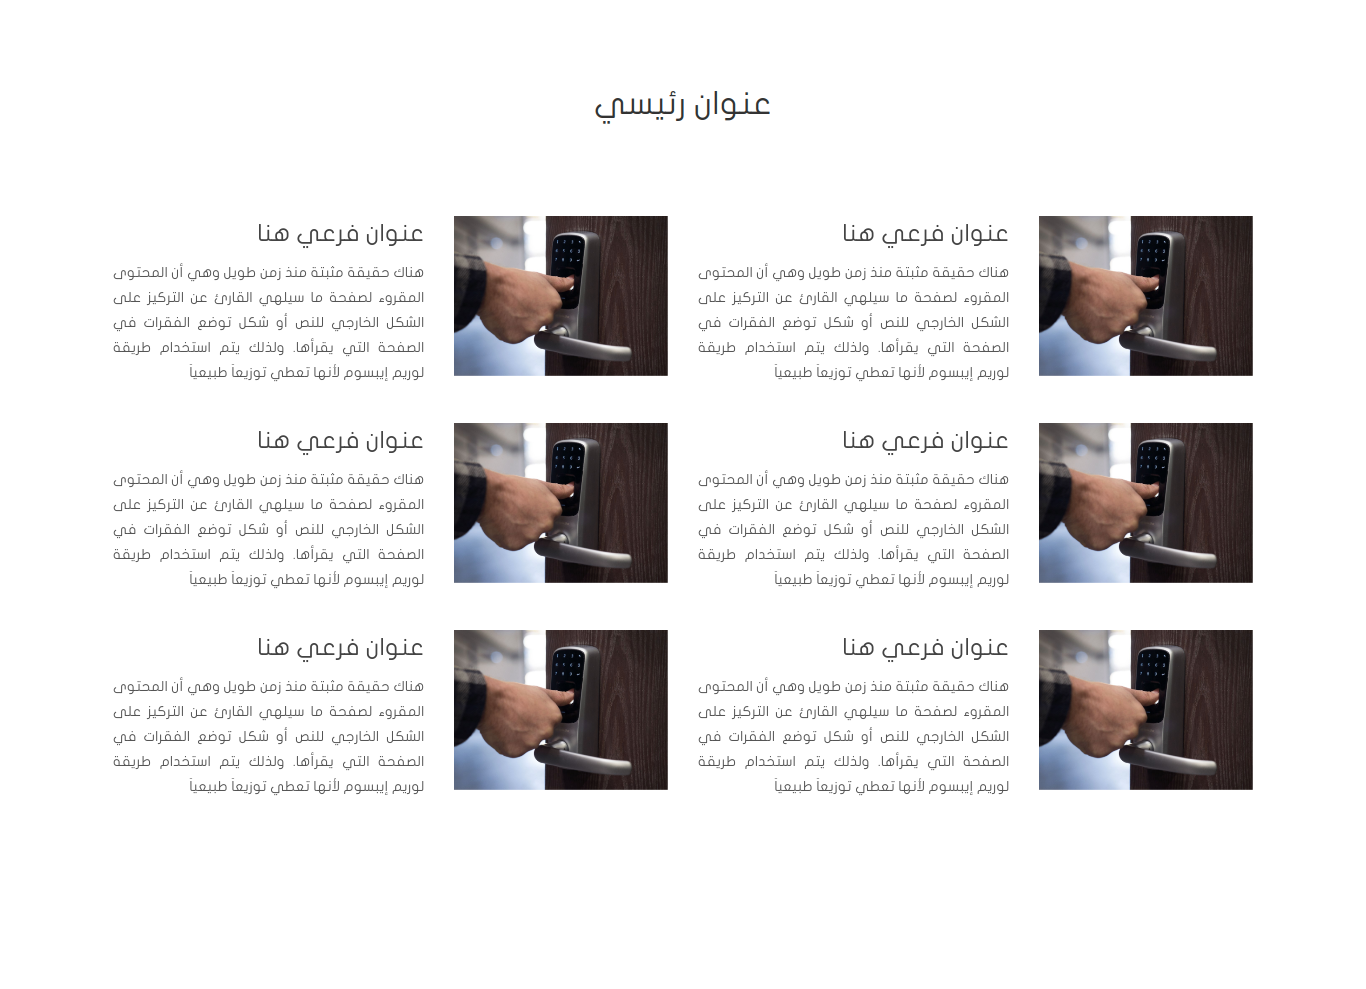 عنوان رئيسي
عنوان فرعي هنا
هناك حقيقة مثبتة منذ زمن طويل وهي أن المحتوى
المقروء لصفحة ما سيلهي القارئ عن التركيز على
الشكل الخارجي للنص أو شكل توضع الفقرات في
الصفحة التي يقرأها. ولذلك يتم استخدام طريقة
لوريم إيبسوم لأنها تعطي توزيعاَ طبيعياَ
عنوان فرعي هنا
هناك حقيقة مثبتة منذ زمن طويل وهي أن المحتوى
المقروء لصفحة ما سيلهي القارئ عن التركيز على
الشكل الخارجي للنص أو شكل توضع الفقرات في
الصفحة التي يقرأها. ولذلك يتم استخدام طريقة
لوريم إيبسوم لأنها تعطي توزيعاَ طبيعياَ
عنوان فرعي هنا
هناك حقيقة مثبتة منذ زمن طويل وهي أن المحتوى
المقروء لصفحة ما سيلهي القارئ عن التركيز على
الشكل الخارجي للنص أو شكل توضع الفقرات في
الصفحة التي يقرأها. ولذلك يتم استخدام طريقة
لوريم إيبسوم لأنها تعطي توزيعاَ طبيعياَ
عنوان فرعي هنا
هناك حقيقة مثبتة منذ زمن طويل وهي أن المحتوى
المقروء لصفحة ما سيلهي القارئ عن التركيز على
الشكل الخارجي للنص أو شكل توضع الفقرات في
الصفحة التي يقرأها. ولذلك يتم استخدام طريقة
لوريم إيبسوم لأنها تعطي توزيعاَ طبيعياَ
عنوان فرعي هنا
هناك حقيقة مثبتة منذ زمن طويل وهي أن المحتوى
المقروء لصفحة ما سيلهي القارئ عن التركيز على
الشكل الخارجي للنص أو شكل توضع الفقرات في
الصفحة التي يقرأها. ولذلك يتم استخدام طريقة
لوريم إيبسوم لأنها تعطي توزيعاَ طبيعياَ
عنوان فرعي هنا
هناك حقيقة مثبتة منذ زمن طويل وهي أن المحتوى
المقروء لصفحة ما سيلهي القارئ عن التركيز على
الشكل الخارجي للنص أو شكل توضع الفقرات في
الصفحة التي يقرأها. ولذلك يتم استخدام طريقة
لوريم إيبسوم لأنها تعطي توزيعاَ طبيعياَ